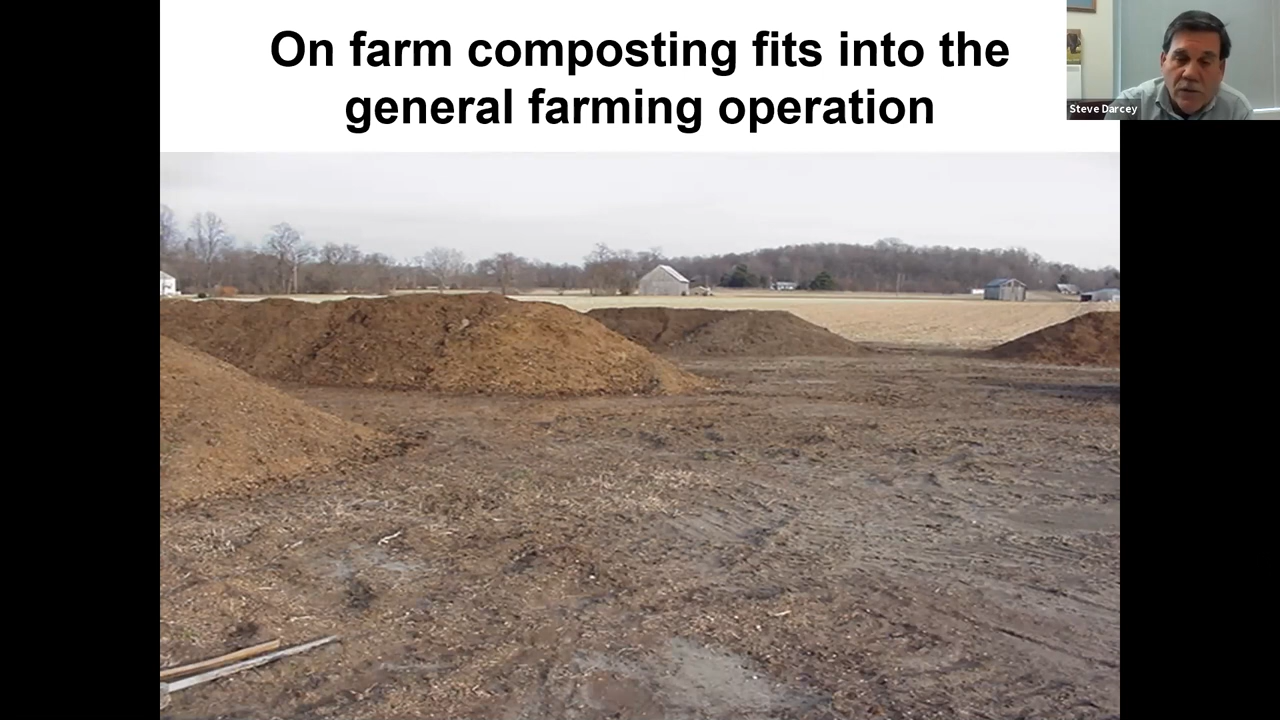 On farm composting fits into the
general farming operation
Steve Darcey